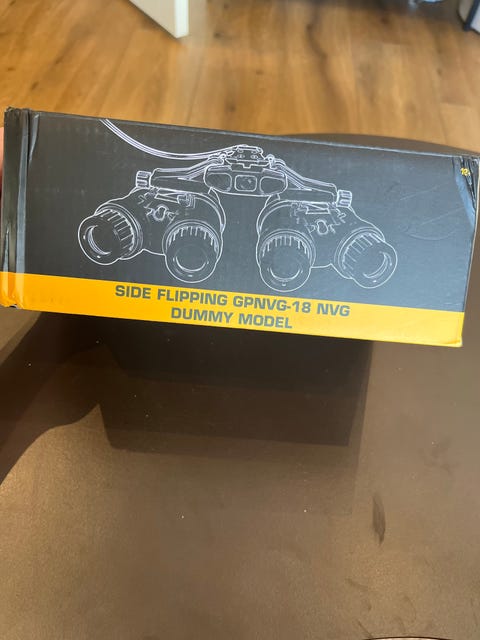 SIDE FLIPPING GPNVG-18 NVG
DUMMY MODEL